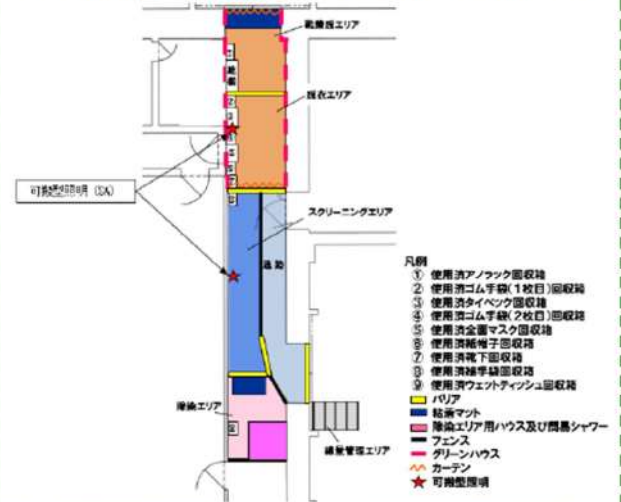 靴着脱エリア
脱衣エリア
可搬型照明(SA)
スクリーニングエリア
通路
除染エリア
線量管理エリア
凡例
① 使用済アノラック回収箱
② 使用済ゴム手袋(1枚目)回収箱
③ 使用済タイベック回収箱
④ 使用済ゴム手袋(2枚目)回収箱
⑤ 使用済全面マスク回収箱
⑥ 使用済紙帽子回収箱
⑦ 使用済靴下回収箱
⑧ 使用済綿手袋回収箱
⑨ 使用済ウェットティッシュ回収箱
バリア
粘着マット
除染エリア用ハウス及び簡易シャワー
フェンス
グリーンハウス
カーテン
可搬型照明